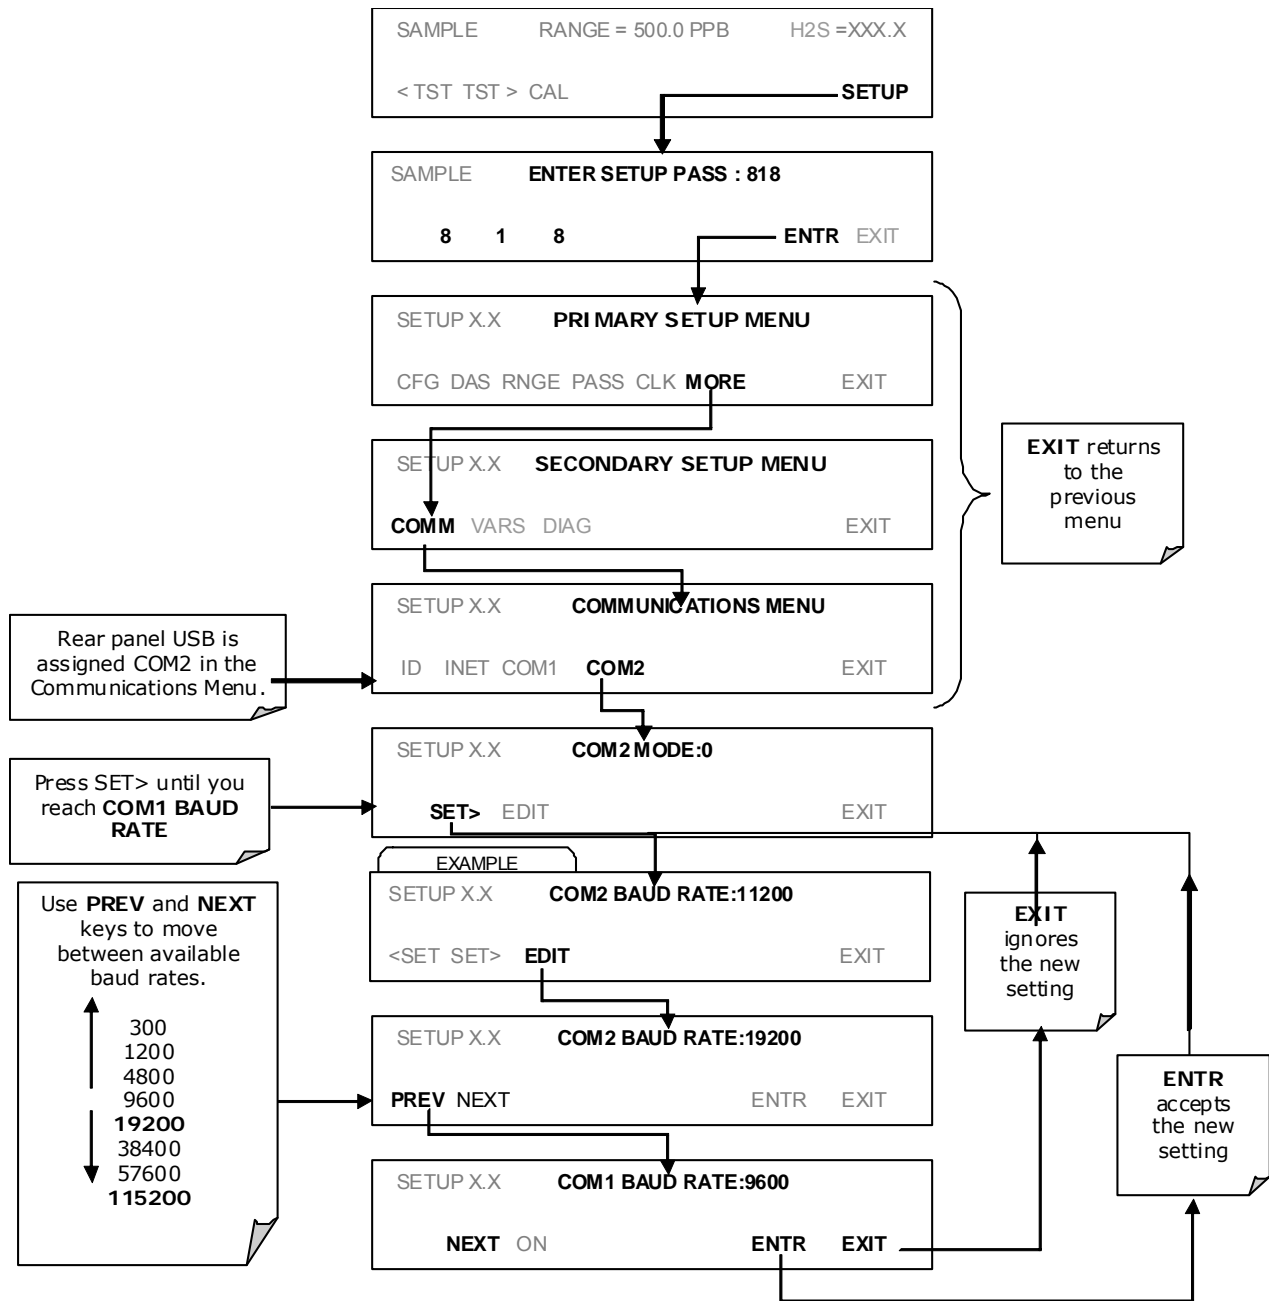 SAMPLE RANGE = 500.0 PPB H2S =XXX.X
< TST TST > CAL SETUP
SAMPLE ENTER SETUP PASS : 818
8 1 8 ENTR EXIT
SETUP X.X PRIMARY SETUP MENU
CFG DAS RNGE PASS CLK MORE EXIT
SETUP X.X SECONDARY SETUP MENU
COMM VARS DIAG EXIT
EXIT returns
to the
previous
menu
SETUP X.X COMMUNICATIONS MENU
ID INET COM1 COM2 EXIT
Rear panel USB is
assigned COM2 in the
Communications Menu.
SETUP X.X COM2 MODE:0
SET> EDIT EXIT
Press SET> until you
reach COM1 BAUD
RATE
EXAMPLE
SETUP X.X COM2 BAUD RATE:11200
<SET SET> EDIT EXIT
Use PREV and NEXT
keys to move
between available
baud rates.
300
1200
4800
9600
19200
38400
57600
115200
EXIT
ignores
the new
setting
SETUP X.X COM2 BAUD RATE:19200
PREV NEXT ENTR EXIT
ENTR
accepts
the new
setting
SETUP X.X COM1 BAUD RATE:9600
NEXT ON ENTR EXIT